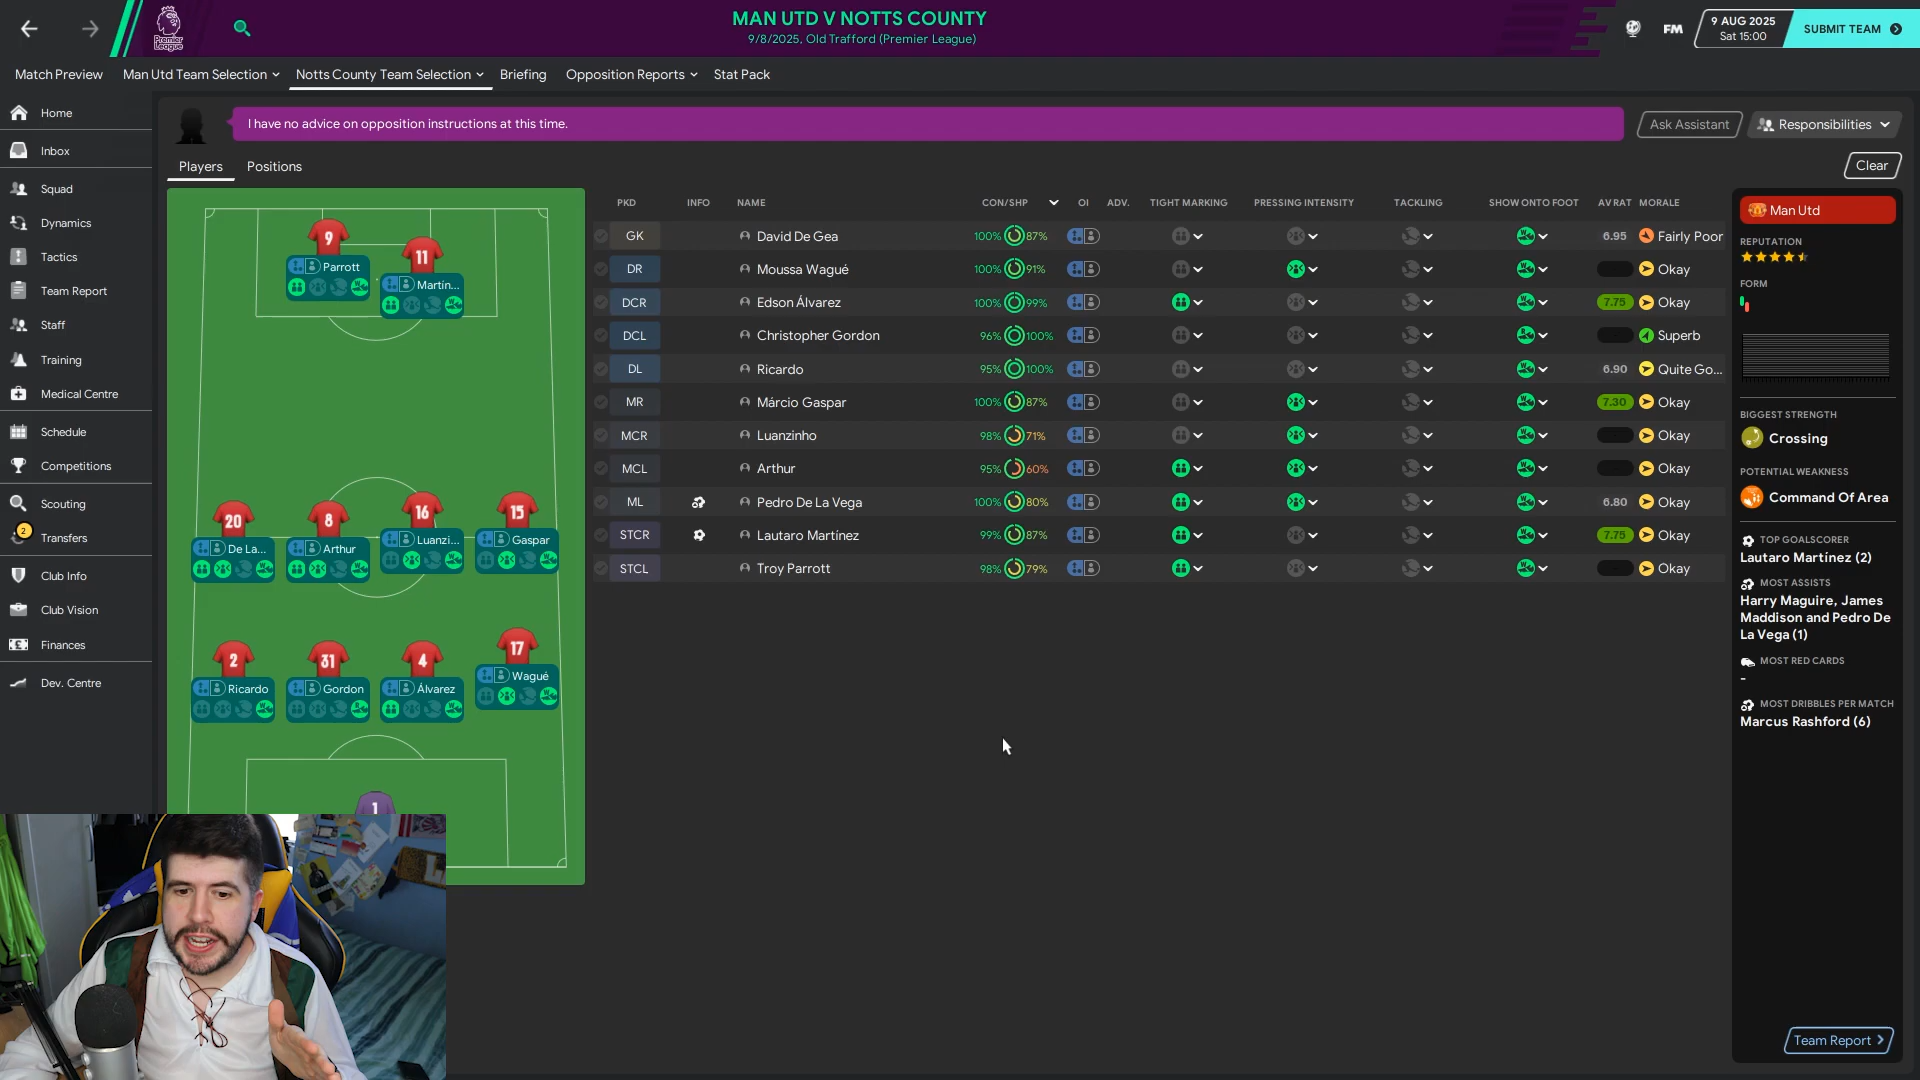 MAN UTD V NOTTS COUNTY
9/8/2025, Old Trafford (Premier League)
Premier League
FM
9 AUG 2025
Sat 15:00
SUBMIT TEAM
Match Preview
Man Utd Team Selection
Notts County Team Selection
Briefing
Opposition Reports
Stat Pack
Home
Inbox
Squad
Dynamics
Tactics
Team Report
Staff
Training
Medical Centre
Schedule
Competitions
Scouting
2
Transfers
Club Info
Club Vision
Finances
Dev. Centre
I have no advice on opposition instructions at this time.
Ask Assistant
Responsibilities
Players
Positions
Clear
9
Parrott
11
Martín...
20
De La...
8
Arthur
16
Luanzi...
15
Gaspar
2
Ricardo
31
Gordon
4
Álvarez
17
Wagué
1
PKD INFO NAME CON/SHP OI ADV. TIGHT MARKING PRESSING INTENSITY TACKLING SHOW ONTO FOOT AV RAT MORALE
GK David De Gea 100% 87% 6.95 Fairly Poor
DR Moussa Wagué 100% 91% Okay
DCR Edson Álvarez 100% 99% 7.75 Okay
DCL Christopher Gordon 96% 100% Superb
DL Ricardo 95% 100% 6.90 Quite Go...
MR Márcio Gaspar 100% 87% 7.30 Okay
MCR Luanzinho 98% 71% Okay
MCL Arthur 95% 60% Okay
ML Pedro De La Vega 100% 80% 6.80 Okay
STCR Lautaro Martínez 99% 87% 7.75 Okay
STCL Troy Parrott 98% 79% Okay
Man Utd
REPUTATION
FORM
BIGGEST STRENGTH
Crossing
POTENTIAL WEAKNESS
Command Of Area
TOP GOALSCORER
Lautaro Martínez (2)
MOST ASSISTS
Harry Maguire, James
Maddison and Pedro De
La Vega (1)
MOST RED CARDS
-
MOST DRIBBLES PER MATCH
Marcus Rashford (6)
Team Report